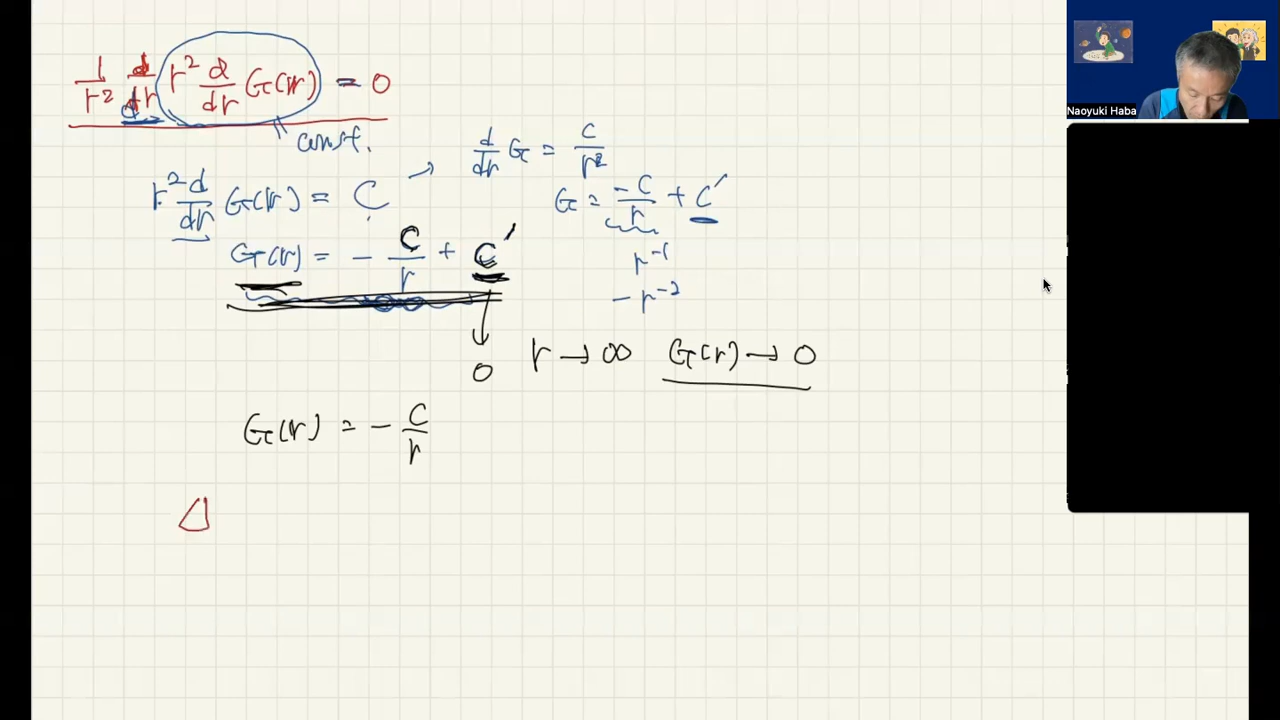 1/r² d/dr r² d/dr G(r) = 0
const.
r² d/dr G(r) = C → d/dr G = C/r²
G = -C/r + C'
G(r) = - C/r + C'
r⁻¹
- r⁻²
↓
0 r → ∞ G(r) → 0
G(r) = - C/r
Δ
Naoyuki Haba